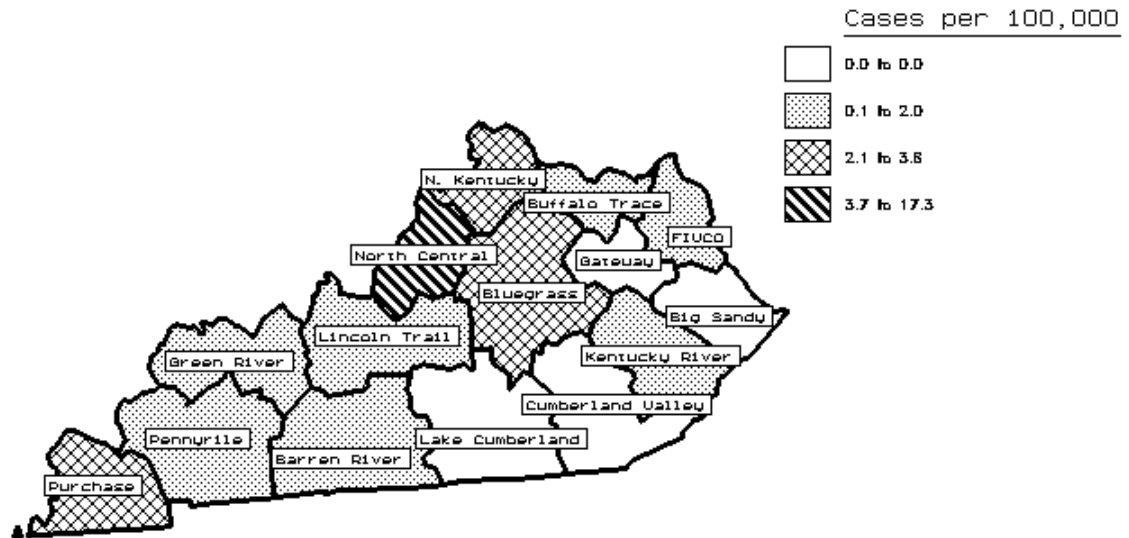 Cases per 100,000
0.0 to 0.0
0.1 to 2.0
2.1 to 3.6
3.7 to 17.3
N. Kentucky
Buffalo Trace
FIVCO
North Central
Gateway
Bluegrass
Big Sandy
Lincoln Trail
Green River
Kentucky River
Cumberland Valley
Pennyrile
Lake Cumberland
Barren River
Purchase